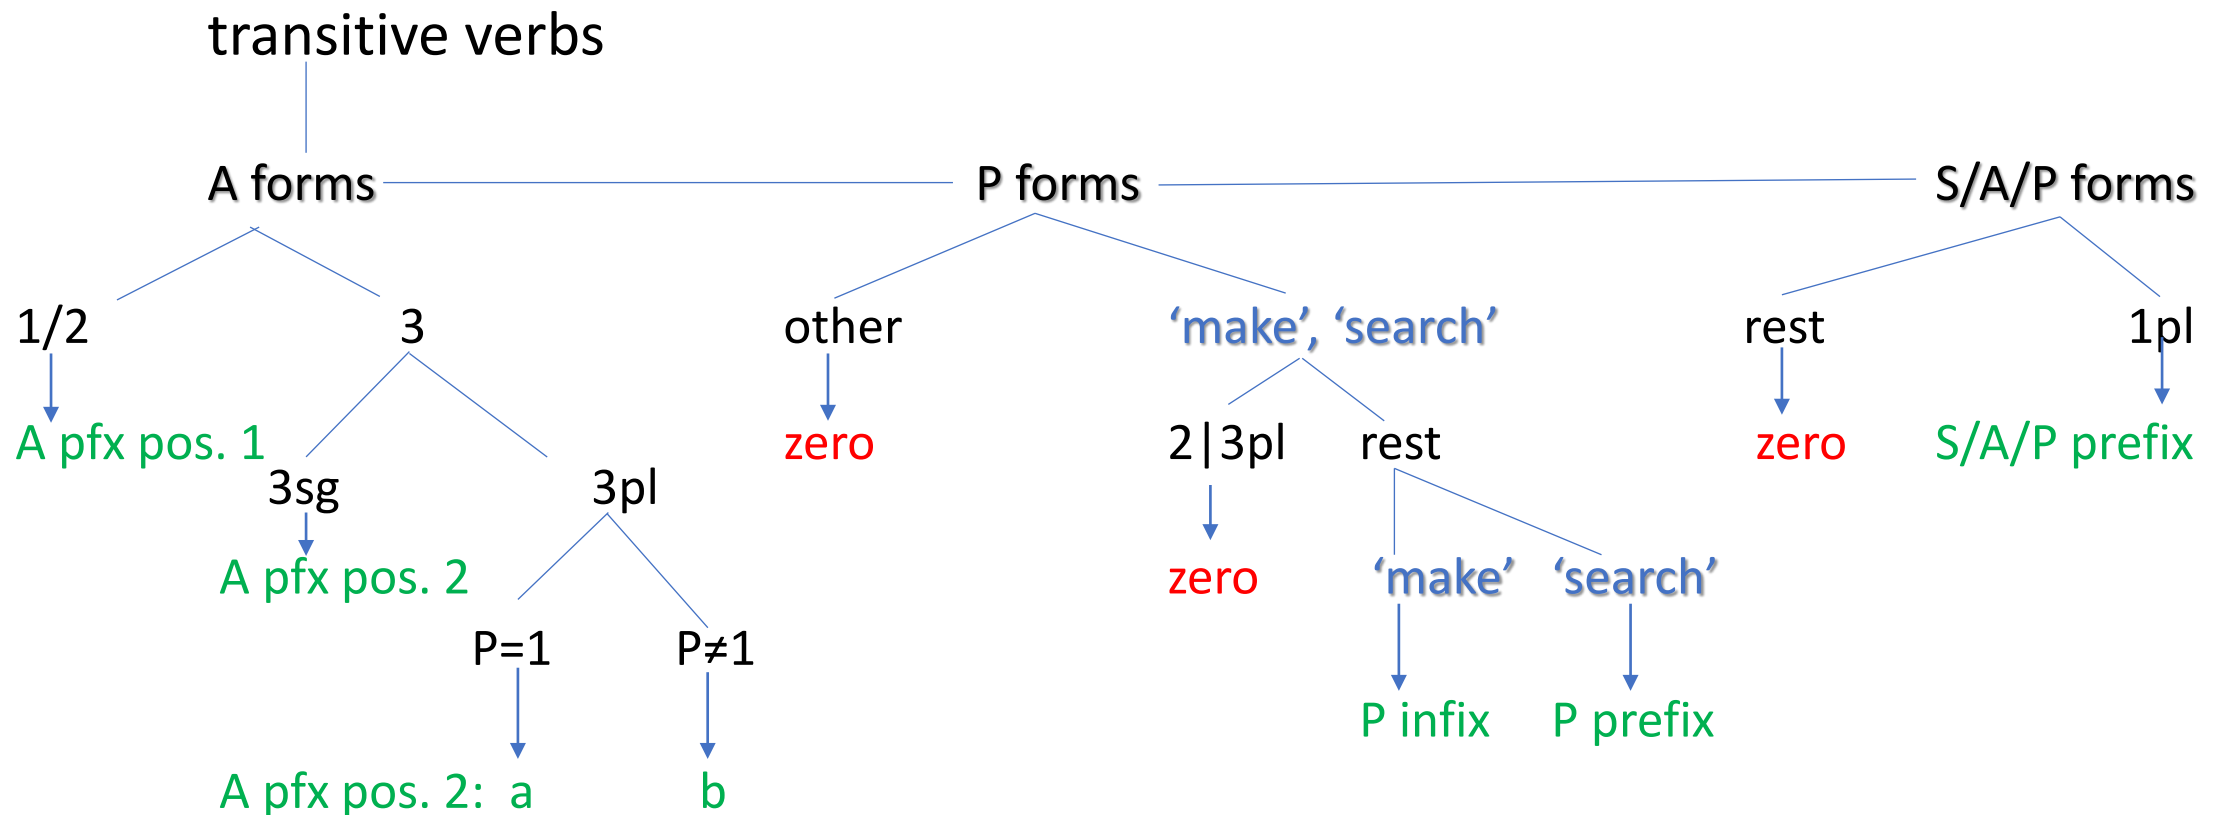 transitive verbs
A forms P forms S/A/P forms
1/2 3 other ‘make’, ‘search’ rest 1pl
A pfx pos. 1 zero 2|3pl rest zero S/A/P prefix
3sg 3pl
A pfx pos. 2 zero ‘make’ ‘search’
P=1 P≠1
P infix P prefix
A pfx pos. 2: a b